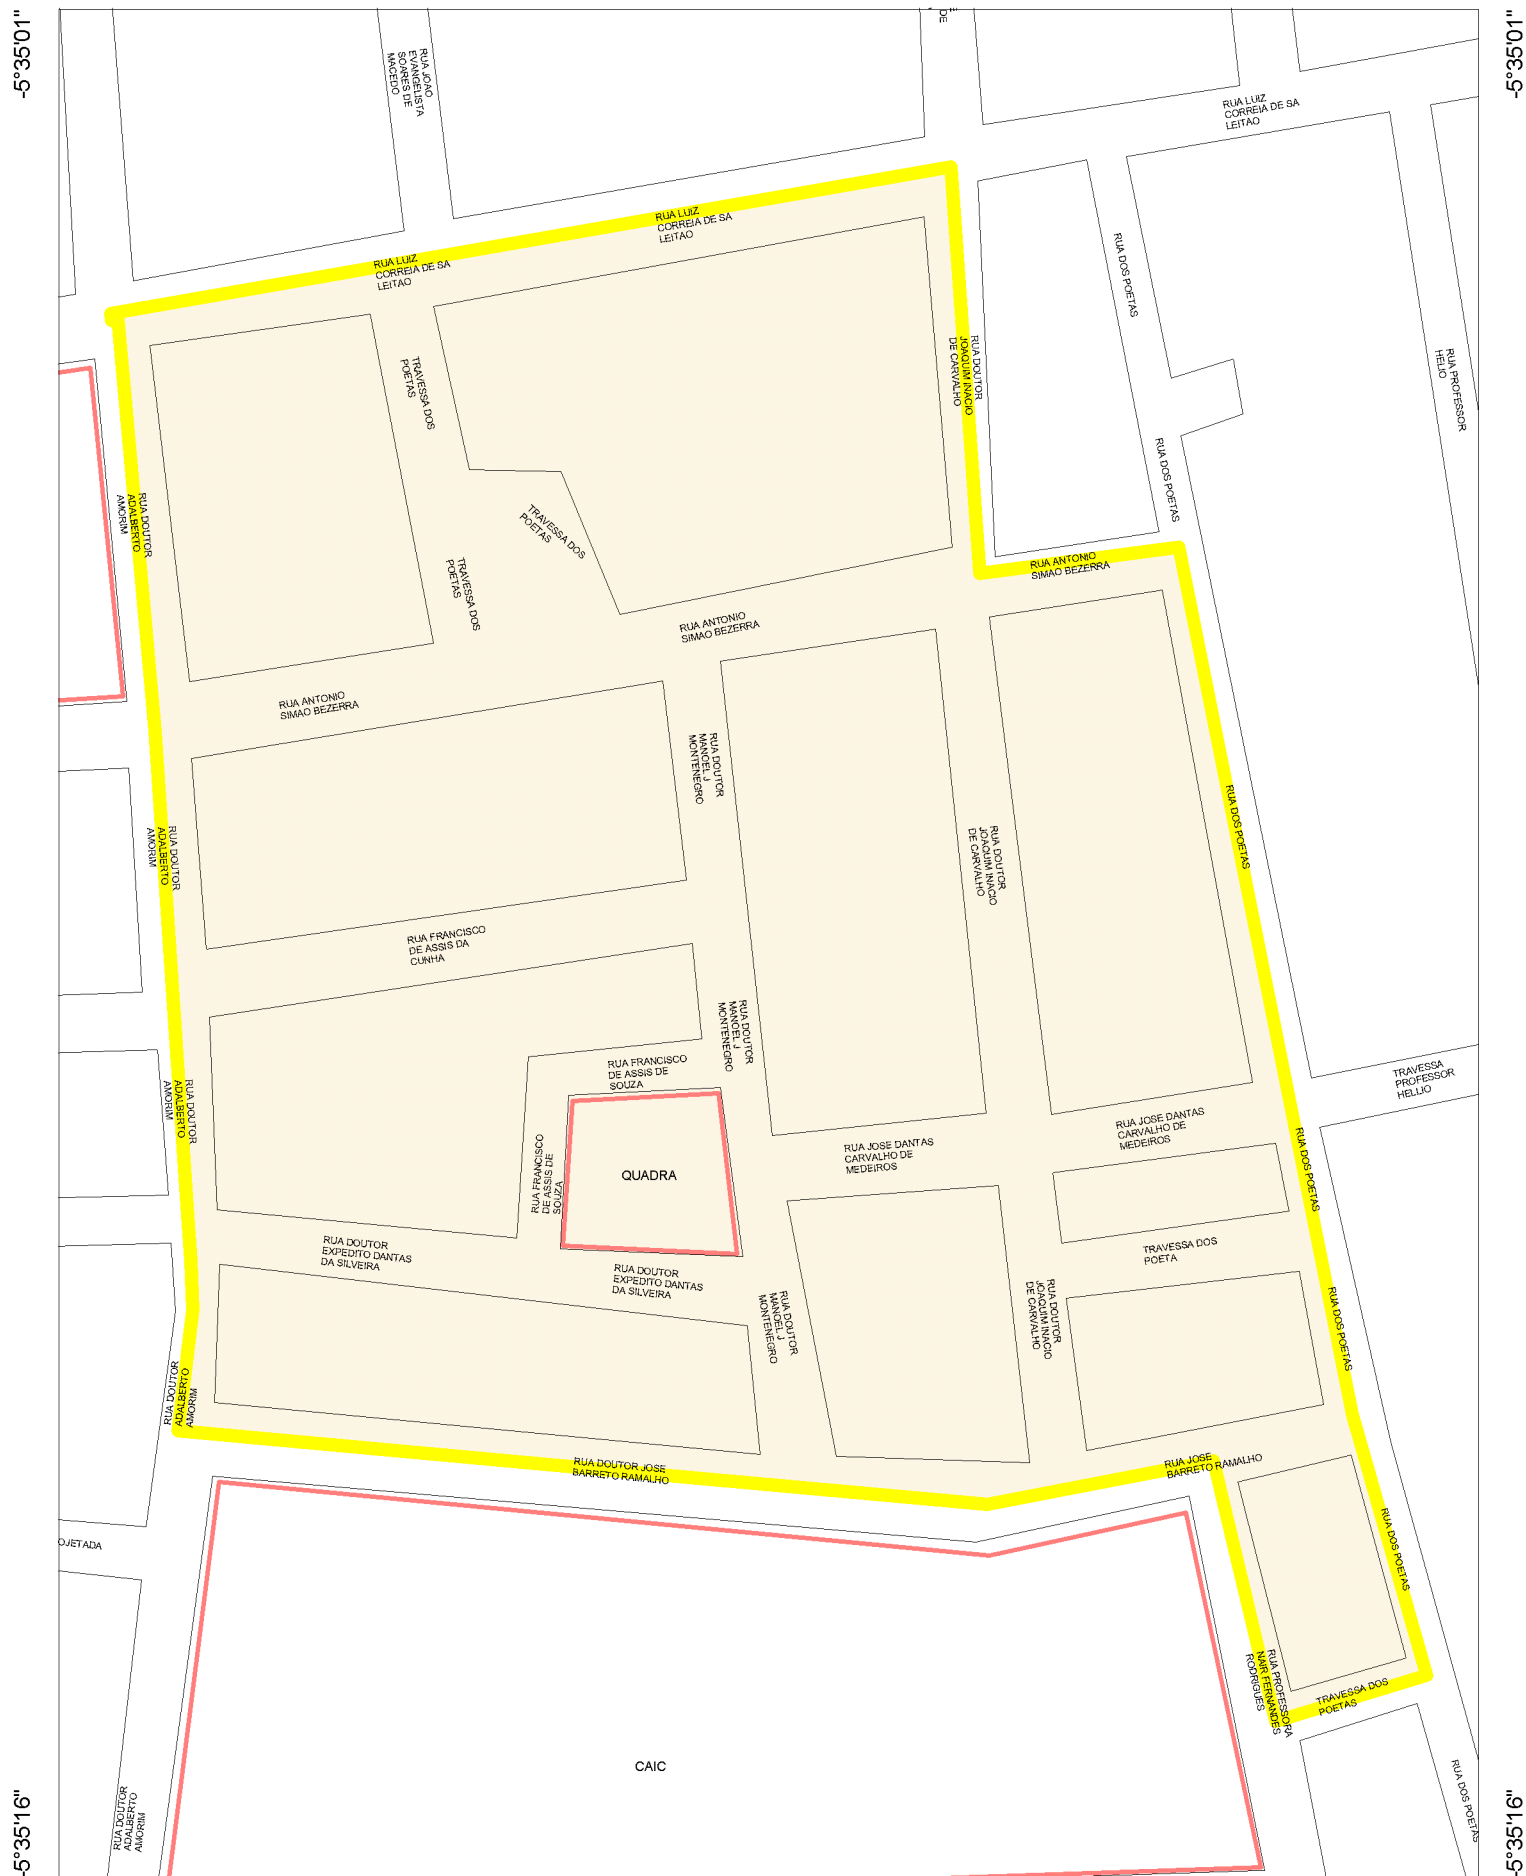 -5°35'01"
-5°35'01"
DE
RUA JOAO
EVANGELISTA
SOARES DE
MACEDO
RUA LUIZ
CORREIA DE SA
LEITAO
RUA LUIZ
CORREIA DE SA
LEITAO
RUA LUIZ
CORREIA DE SA
LEITAO
RUA DOS POETAS
RUA DOUTOR
JOAQUIM INACIO
DE CARVALHO
RUA PROFESSOR
HELIO
TRAVESSA DOS
POETAS
RUA DOS POETAS
RUA DOUTOR
ADALBERTO
AMORIM
TRAVESSA DOS
POETAS
TRAVESSA DOS
POETAS
RUA ANTONIO
SIMAO BEZERRA
RUA ANTONIO
SIMAO BEZERRA
RUA ANTONIO
SIMAO BEZERRA
RUA DOUTOR
MANOEL J
MONTENEGRO
RUA DOS POETAS
RUA DOUTOR
ADALBERTO
AMORIM
RUA DOUTOR
JOAQUIM INACIO
DE CARVALHO
RUA FRANCISCO
DE ASSIS DA
CUNHA
RUA DOUTOR
MANOEL J
MONTENEGRO
RUA FRANCISCO
DE ASSIS DE
SOUZA
TRAVESSA
PROFESSOR
HELLIO
RUA DOUTOR
ADALBERTO
AMORIM
RUA JOSE DANTAS
CARVALHO DE
MEDEIROS
RUA JOSE DANTAS
CARVALHO DE
MEDEIROS
RUA FRANCISCO
DE ASSIS DE
SOUZA
QUADRA
RUA DOS POETAS
RUA DOUTOR
EXPEDITO DANTAS
DA SILVEIRA
TRAVESSA DOS
POETA
RUA DOUTOR
EXPEDITO DANTAS
DA SILVEIRA
RUA DOUTOR
MANOEL J
MONTENEGRO
RUA DOUTOR
JOAQUIM INACIO
DE CARVALHO
RUA DOS POETAS
RUA DOUTOR
ADALBERTO
AMORIM
RUA DOUTOR JOSE
BARRETO RAMALHO
RUA JOSE
BARRETO RAMALHO
OJETADA
RUA DOS POETAS
RUA PROFESSORA
NAIR FERNANDES
RODRIGUES
TRAVESSA DOS
POETAS
CAIC
RUA DOUTOR
ADALBERTO
AMORIM
RUA DOS POETAS
-5°35'16"
-5°35'16"